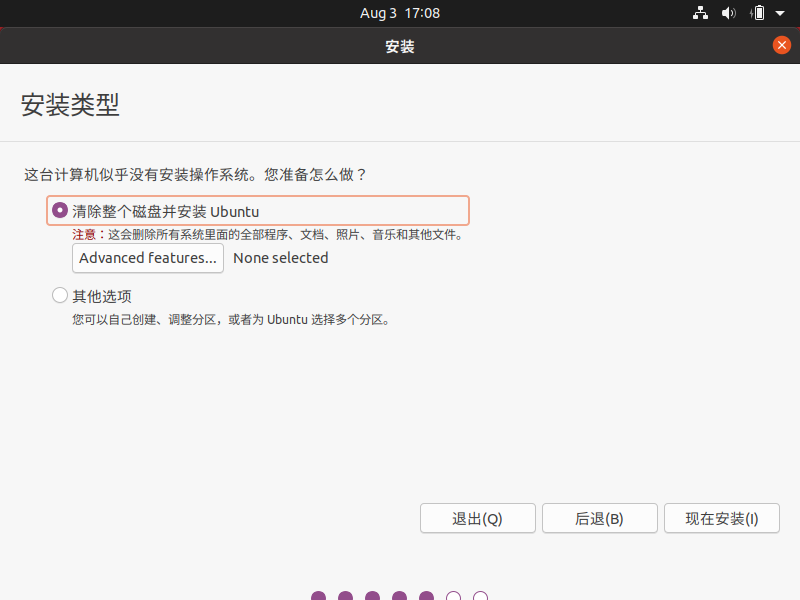 Aug 3 17:08
安装
安装类型
这台计算机似乎没有安装操作系统。您准备怎么做？
清除整个磁盘并安装 Ubuntu
注意：这会删除所有系统里面的全部程序、文档、照片、音乐和其他文件。
Advanced features... None selected
其他选项
您可以自己创建、调整分区，或者为 Ubuntu 选择多个分区。
退出(Q) 后退(B) 现在安装(I)